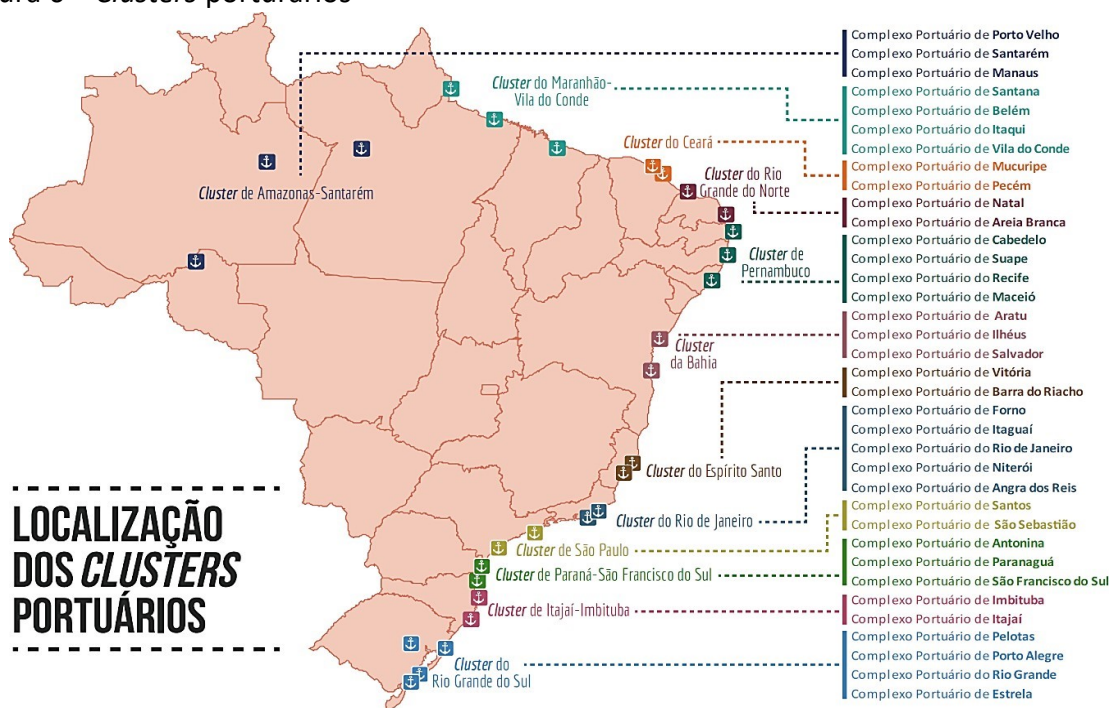 ura 6 – Clusters portuários
Cluster do Maranhão-
Vila do Conde
Cluster do Ceará
Cluster do Rio
Grande do Norte
Cluster de Amazonas-Santarém
Cluster de
Pernambuco
Cluster
da Bahia
Cluster do Espírito Santo
Cluster do Rio de Janeiro
Cluster de São Paulo
Cluster de Paraná-São Francisco do Sul
Cluster de Itajaí-Imbituba
Cluster do
Rio Grande do Sul
LOCALIZAÇÃO
DOS CLUSTERS
PORTUÁRIOS
Complexo Portuário de Porto Velho
Complexo Portuário de Santarém
Complexo Portuário de Manaus
Complexo Portuário de Santana
Complexo Portuário de Belém
Complexo Portuário do Itaqui
Complexo Portuário de Vila do Conde
Complexo Portuário de Mucuripe
Complexo Portuário de Pecém
Complexo Portuário de Natal
Complexo Portuário de Areia Branca
Complexo Portuário de Cabedelo
Complexo Portuário de Suape
Complexo Portuário de Recife
Complexo Portuário de Maceió
Complexo Portuário de Aratu
Complexo Portuário de Ilhéus
Complexo Portuário de Salvador
Complexo Portuário de Vitória
Complexo Portuário de Barra do Riacho
Complexo Portuário de Forno
Complexo Portuário de Itaguaí
Complexo Portuário do Rio de Janeiro
Complexo Portuário de Niterói
Complexo Portuário de Angra dos Reis
Complexo Portuário de Santos
Complexo Portuário de São Sebastião
Complexo Portuário de Antonina
Complexo Portuário de Paranaguá
Complexo Portuário de São Francisco do Sul
Complexo Portuário de Imbituba
Complexo Portuário de Itajaí
Complexo Portuário de Pelotas
Complexo Portuário de Porto Alegre
Complexo Portuário do Rio Grande
Complexo Portuário de Estrela